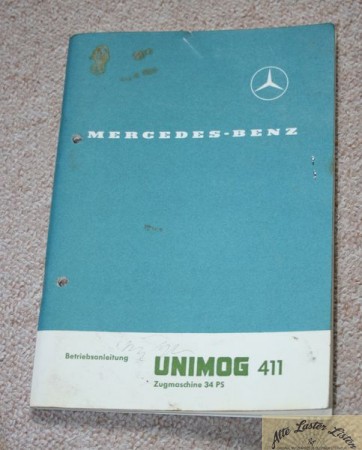 MERCEDES-BENZ
Betriebsanleitung
UNIMOG 411
Zugmaschine 34 PS
Alte Laster Listen